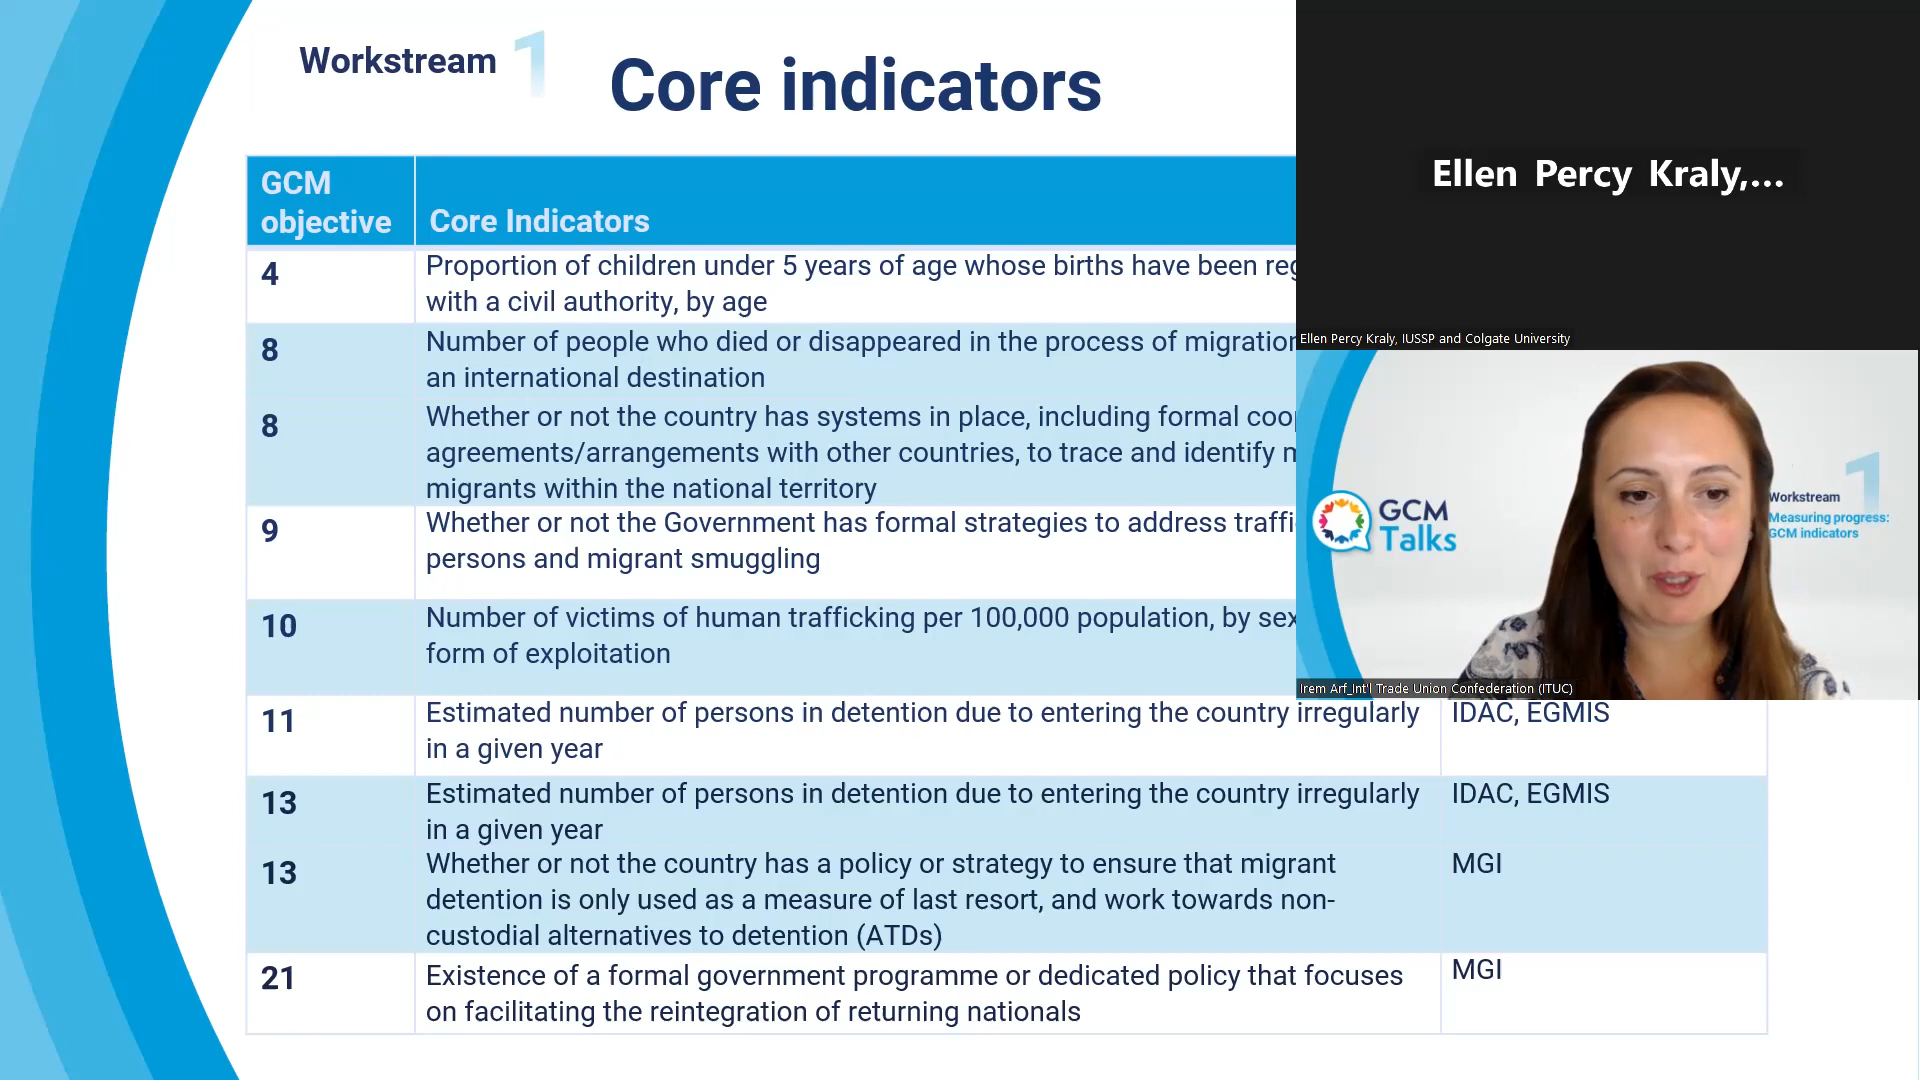 Workstream 1
Core indicators
GCM
objective
Core Indicators
4
Proportion of children under 5 years of age whose births have been
with a civil authority, by age
8
Number of people who died or disappeared in the process of migration
an international destination
8
Whether or not the country has systems in place, including formal
agreements/arrangements with other countries, to trace and identify
migrants within the national territory
9
Whether or not the Government has formal strategies to address
persons and migrant smuggling
10
Number of victims of human trafficking per 100,000 population, by sex
form of exploitation
11
Estimated number of persons in detention due to entering the country irregularly
in a given year
IDAC, EGMIS
13
Estimated number of persons in detention due to entering the country irregularly
in a given year
IDAC, EGMIS
13
Whether or not the country has a policy or strategy to ensure that migrant
detention is only used as a measure of last resort, and work towards non-
custodial alternatives to detention (ATDs)
MGI
21
Existence of a formal government programme or dedicated policy that focuses
on facilitating the reintegration of returning nationals
MGI
Ellen Percy Kraly,...
Ellen Percy Kraly, IUSSP and Colgate University
GCM
Talks
Workstream 1
Measuring progress:
GCM indicators
Irem Arf_Int'l Trade Union Confederation (ITUC)